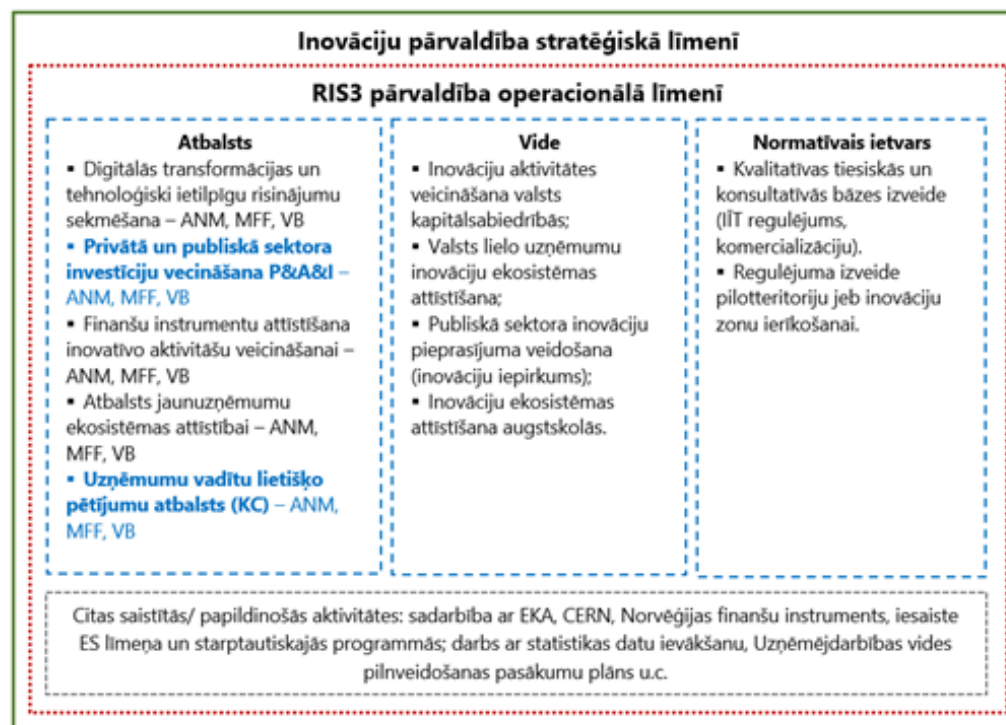 Inovāciju pārvaldība stratēģiskā līmenī
RIS3 pārvaldība operacionālā līmenī
Atbalsts
▪ Digitālās transformācijas un
tehnoloģiski ietilpīgu risinājumu
sekmēšana – ANM, MFF, VB
▪ Privātā un publiskā sektora
investīciju vecināšana P&A&I –
ANM, MFF, VB
▪ Finanšu instrumentu attīstīšana
inovatīvo aktivitāšu veicināšanai –
ANM, MFF, VB
▪ Atbalsts jaunuzņēmumu
ekosistēmas attīstībai – ANM,
MFF, VB
▪ Uzņēmumu vadītu lietišķo
pētījumu atbalsts (KC) – ANM,
MFF, VB
Vide
▪ Inovāciju aktivitātes
veicināšana valsts
kapitālsabiedrībās;
▪ Valsts lielo uzņēmumu
inovāciju ekosistēmas
attīstīšana;
▪ Publiskā sektora inovāciju
pieprasījuma veidošana
(inovāciju iepirkums);
▪ Inovāciju ekosistēmas
attīstīšana augstskolās.
Normatīvais ietvars
▪ Kvalitatīvas tiesiskās un
konsultatīvās bāzes izveide
(IĪT regulējums,
komercializāciju).
▪ Regulējuma izveide
pilotteritoriju jeb inovāciju
zonu ierīkošanai.
Citas saistītās/ papildinošās aktivitātes: sadarbība ar EKA, CERN, Norvēģijas finanšu instruments, iesaiste
ES līmeņa un starptautiskajās programmās; darbs ar statistikas datu ievākšanu, Uzņēmējdarbības vides
pilnveidošanas pasākumu plāns u.c.